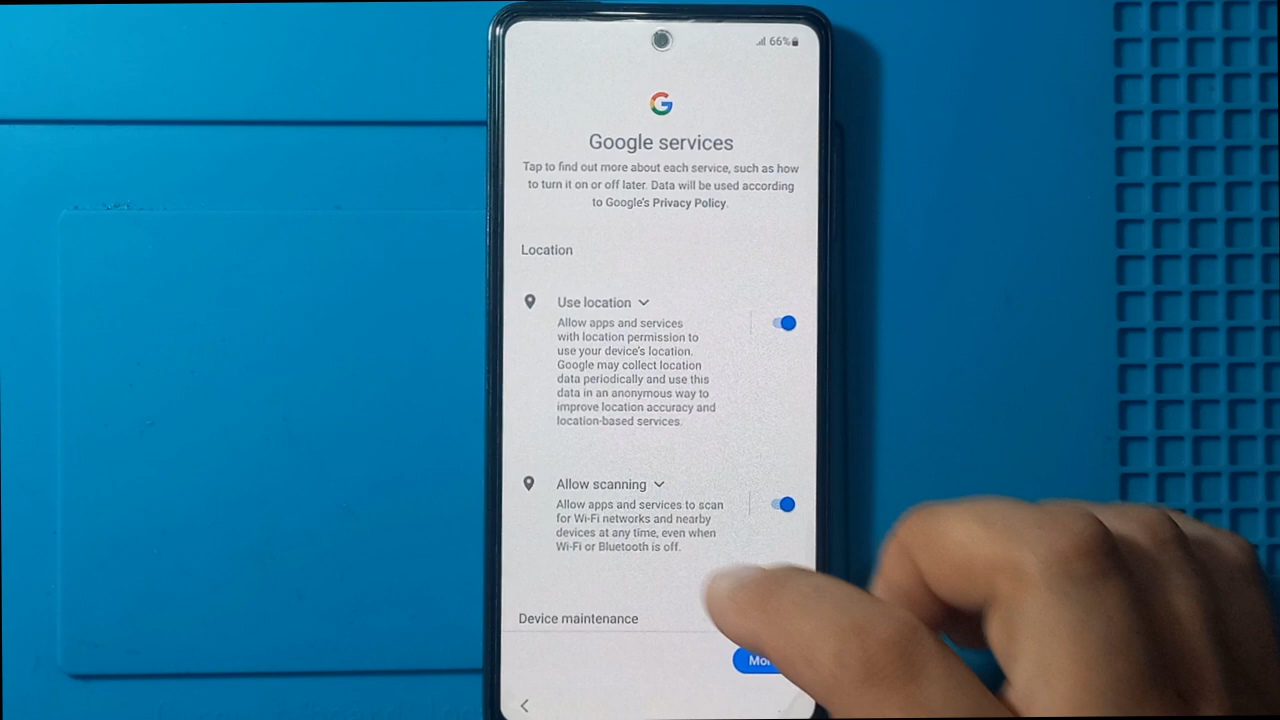 66%
G
Google services
Tap to find out more about each service, such as how
to turn it on or off later. Data will be used according
to Google's Privacy Policy.
Location
Use location
Allow apps and services
with location permission to
use your device's location.
Google may collect location
data periodically and use this
data in an anonymous way to
improve location accuracy and
location-based services.
Allow scanning
Allow apps and services to scan
for Wi-Fi networks and nearby
devices at any time, even when
Wi-Fi or Bluetooth is off.
Device maintenance